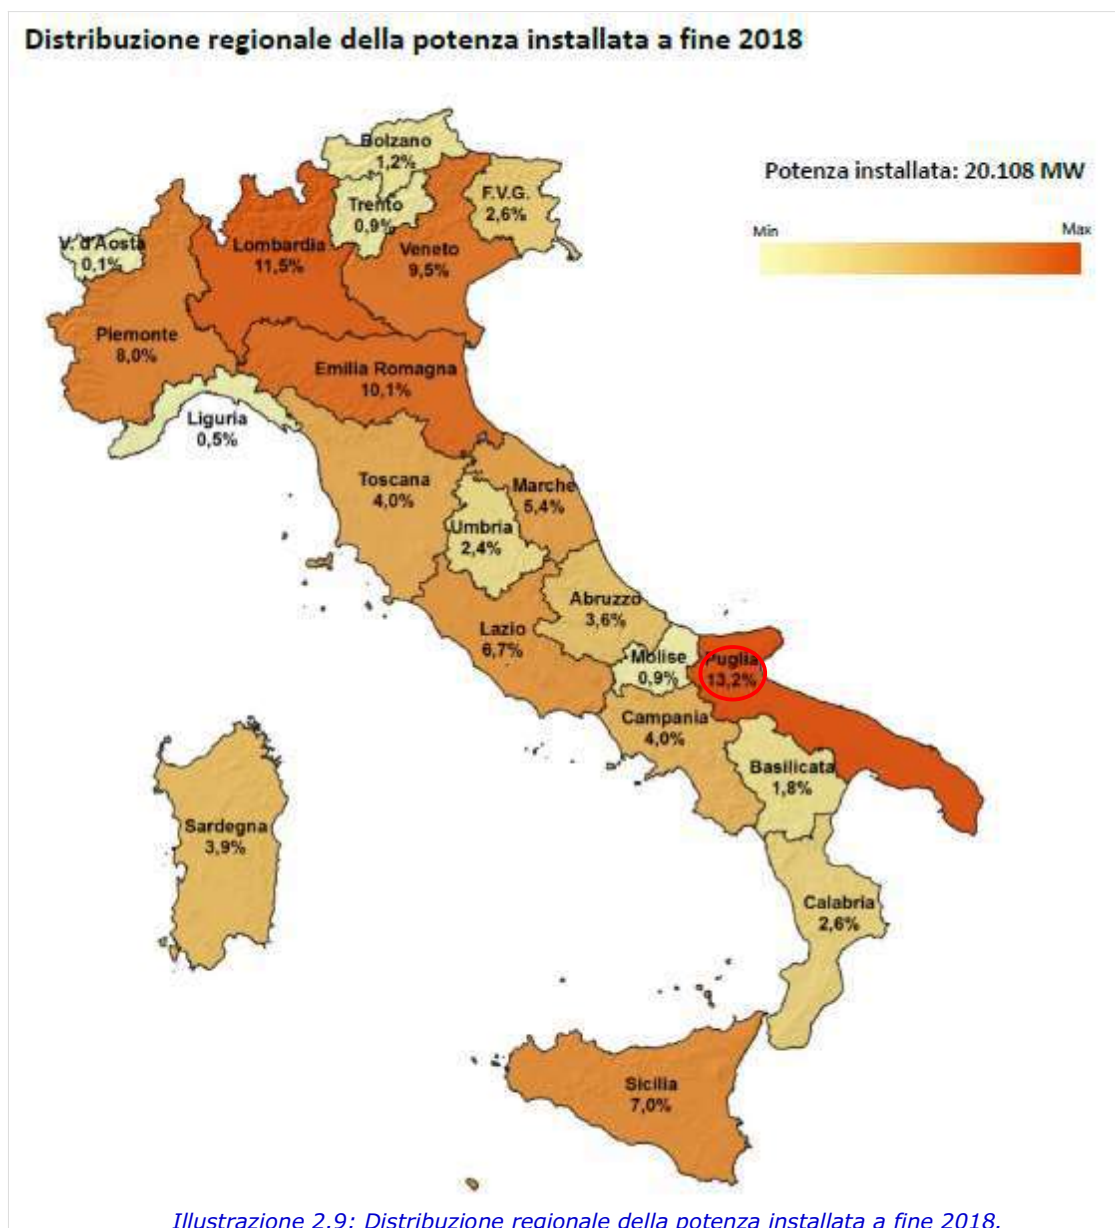 Distribuzione regionale della potenza installata a fine 2018
Potenza installata: 20.108 MW
Min
Max
Bolzano
1,2%
Trento
0,9%
F.V.G.
2,6%
V. d'Aosta
0,1%
Lombardia
11,5%
Veneto
9,5%
Piemonte
8,0%
Emilia Romagna
10,1%
Liguria
0,5%
Toscana
4,0%
Marche
5,4%
Umbria
2,4%
Abruzzo
3,6%
Lazio
6,7%
Molise
0,9%
Puglia
13,2%
Campania
4,0%
Basilicata
1,8%
Sardegna
3,9%
Calabria
2,6%
Sicilia
7,0%
Illustrazione 2.9: Distribuzione regionale della potenza installata a fine 2018.